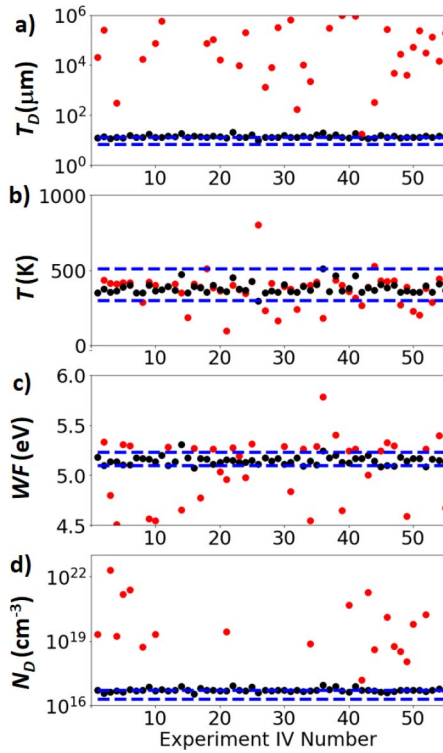 a)
T_D(μm)
10^6
10^4
10^2
10^0
10 20 30 40 50
b)
T(K)
1000
500
0
10 20 30 40 50
c)
WF (eV)
6.0
5.5
5.0
4.5
10 20 30 40 50
d)
N_D (cm^-3)
10^22
10^19
10^16
10 20 30 40 50
Experiment IV Number